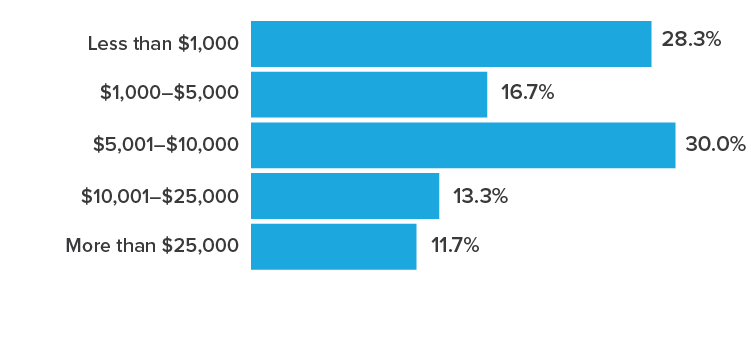 Less than $1,000 28.3%
$1,000–$5,000 16.7%
$5,001–$10,000 30.0%
$10,001–$25,000 13.3%
More than $25,000 11.7%